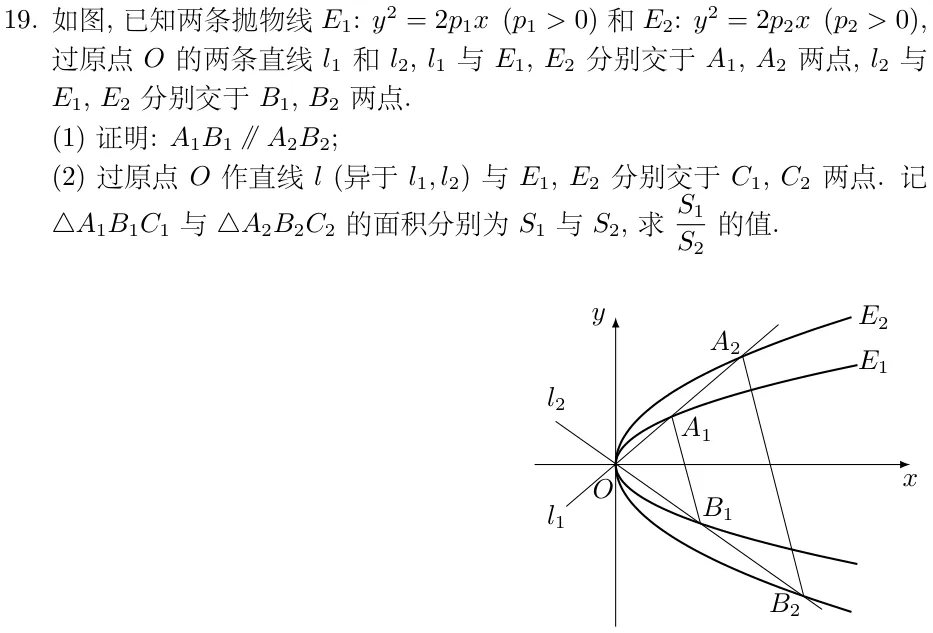 19. 如图, 已知两条抛物线 E₁: y² = 2p₁x (p₁ > 0) 和 E₂: y² = 2p₂x (p₂ > 0),
过原点 O 的两条直线 l₁ 和 l₂, l₁ 与 E₁, E₂ 分别交于 A₁, A₂ 两点, l₂ 与
E₁, E₂ 分别交于 B₁, B₂ 两点.
(1) 证明: A₁B₁ ∥ A₂B₂;
(2) 过原点 O 作直线 l (异于 l₁, l₂) 与 E₁, E₂ 分别交于 C₁, C₂ 两点. 记
△A₁B₁C₁ 与 △A₂B₂C₂ 的面积分别为 S₁ 与 S₂, 求 S₁/S₂ 的值.
y
E₂
A₂
E₁
l₂
A₁
x
O
B₁
l₁
B₂